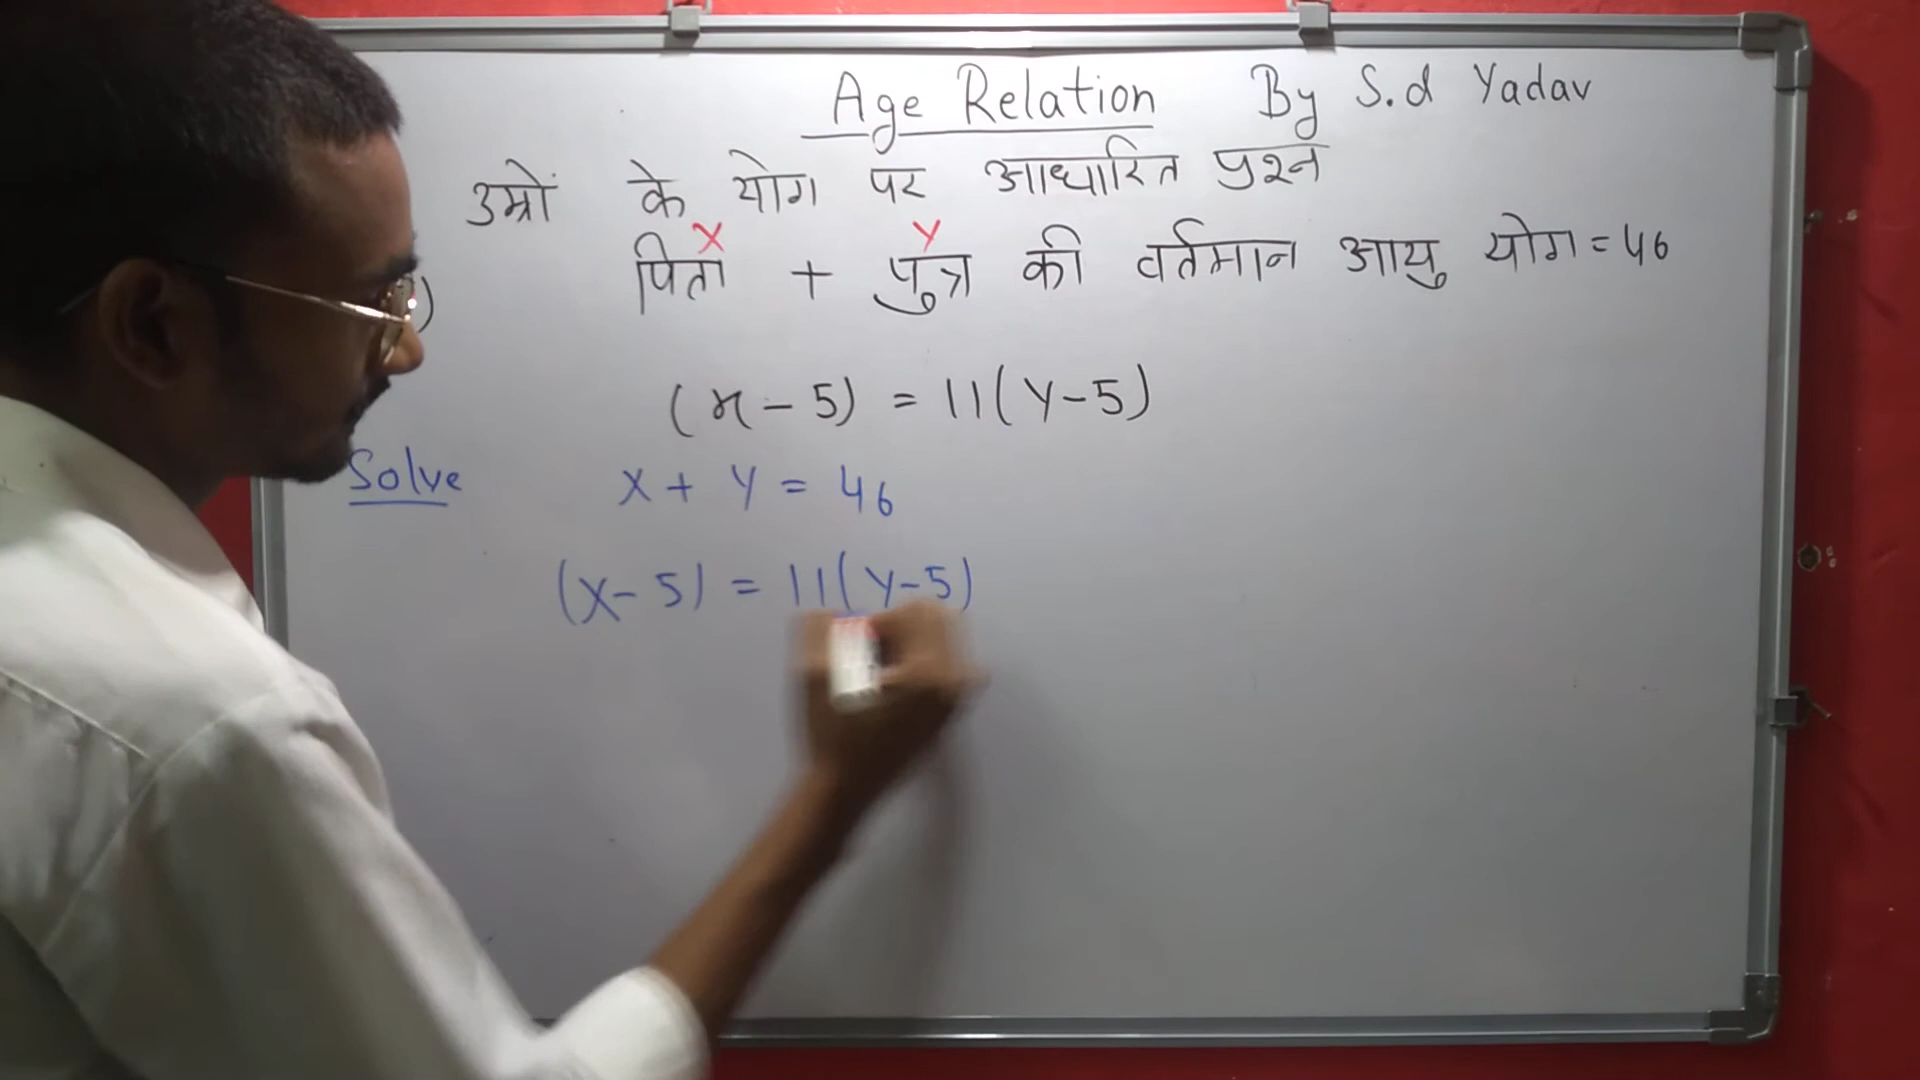 Age Relation By S.d Yadav
उम्रों के योग पर आधारित प्रश्न
x y
) पिता + पुत्र की वर्तमान आयु योग = 46
(x - 5) = 11(y-5)
Solve x + y = 46
(x- 5) = 11(y-5)